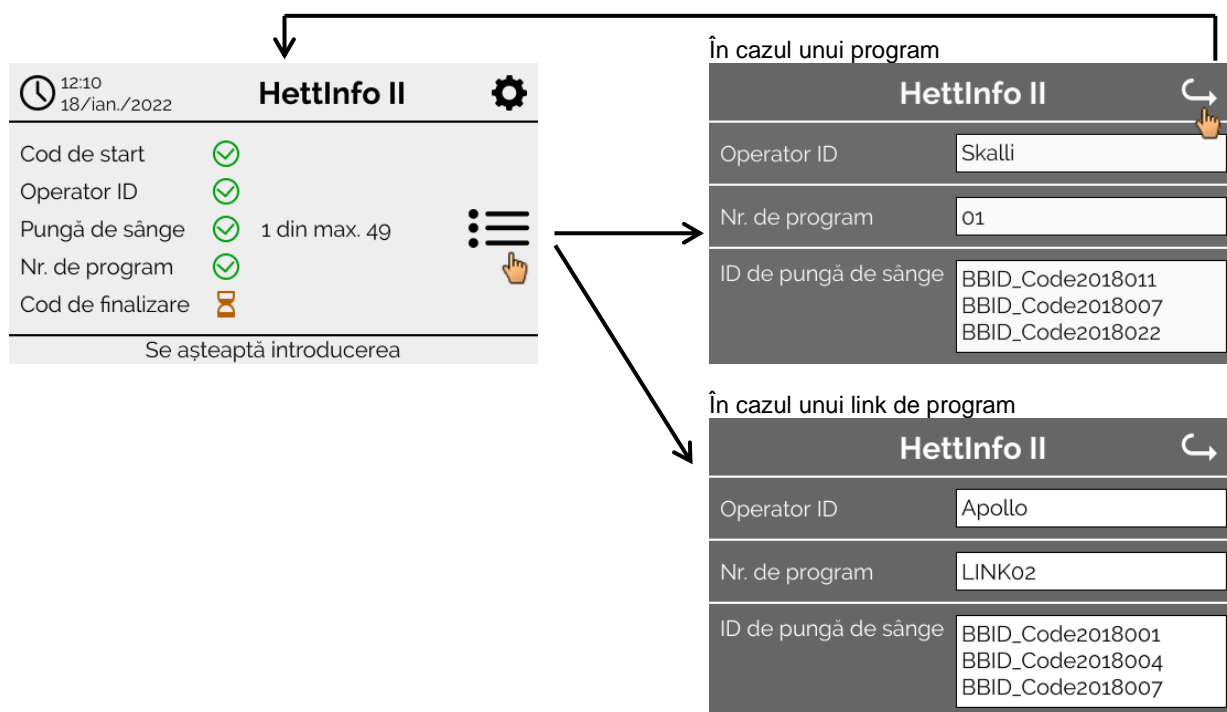 12:10
18/ian./2022
HettInfo II
Cod de start
Operator ID
Pungă de sânge 1 din max. 49
Nr. de program
Cod de finalizare
Se așteaptă introducerea
În cazul unui program
HettInfo II
Operator ID Skalli
Nr. de program 01
ID de pungă de sânge BBID_Code2018011
BBID_Code2018007
BBID_Code2018022
În cazul unui link de program
HettInfo II
Operator ID Apollo
Nr. de program LINK02
ID de pungă de sânge BBID_Code2018001
BBID_Code2018004
BBID_Code2018007